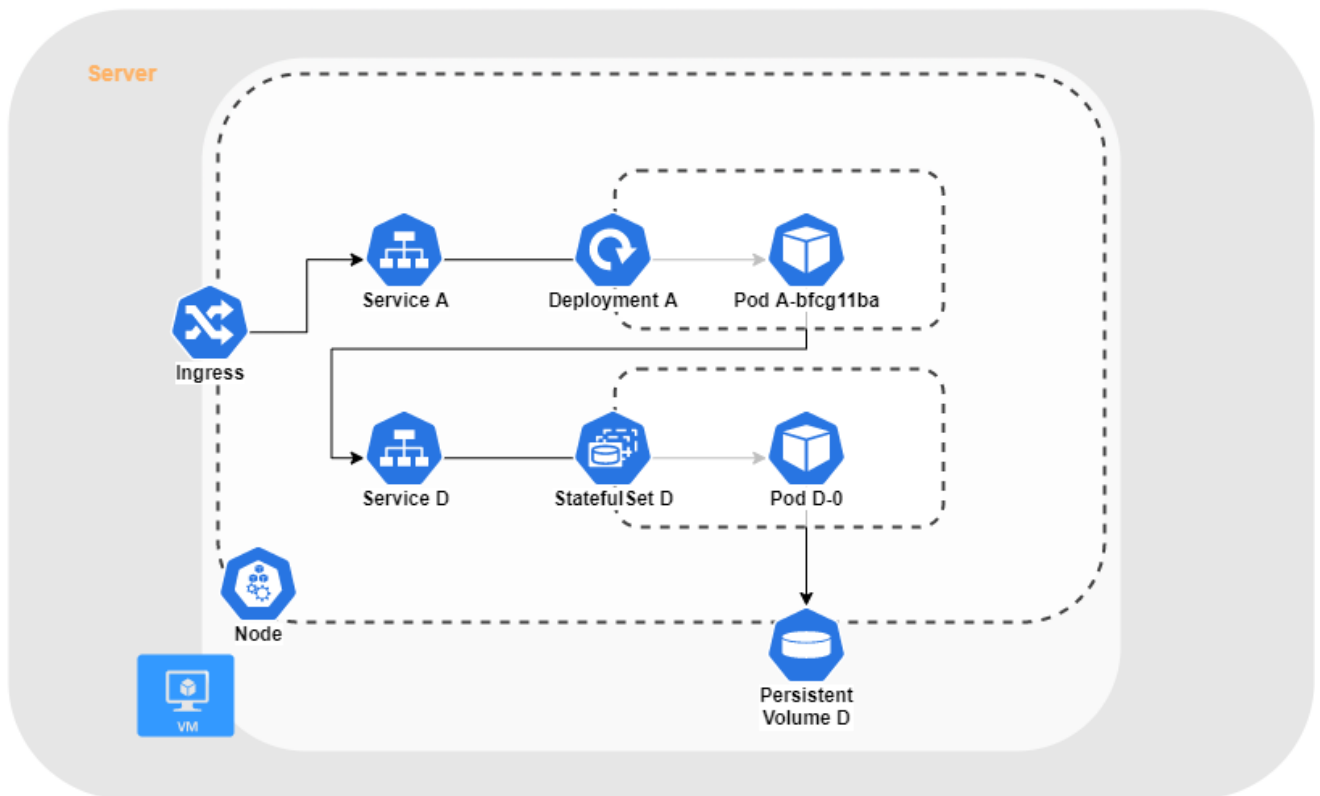 Server
Service A
Deployment A
Pod A-bfcg11ba
Ingress
Service D
StatefulSet D
Pod D-0
Node
VM
Persistent
Volume D